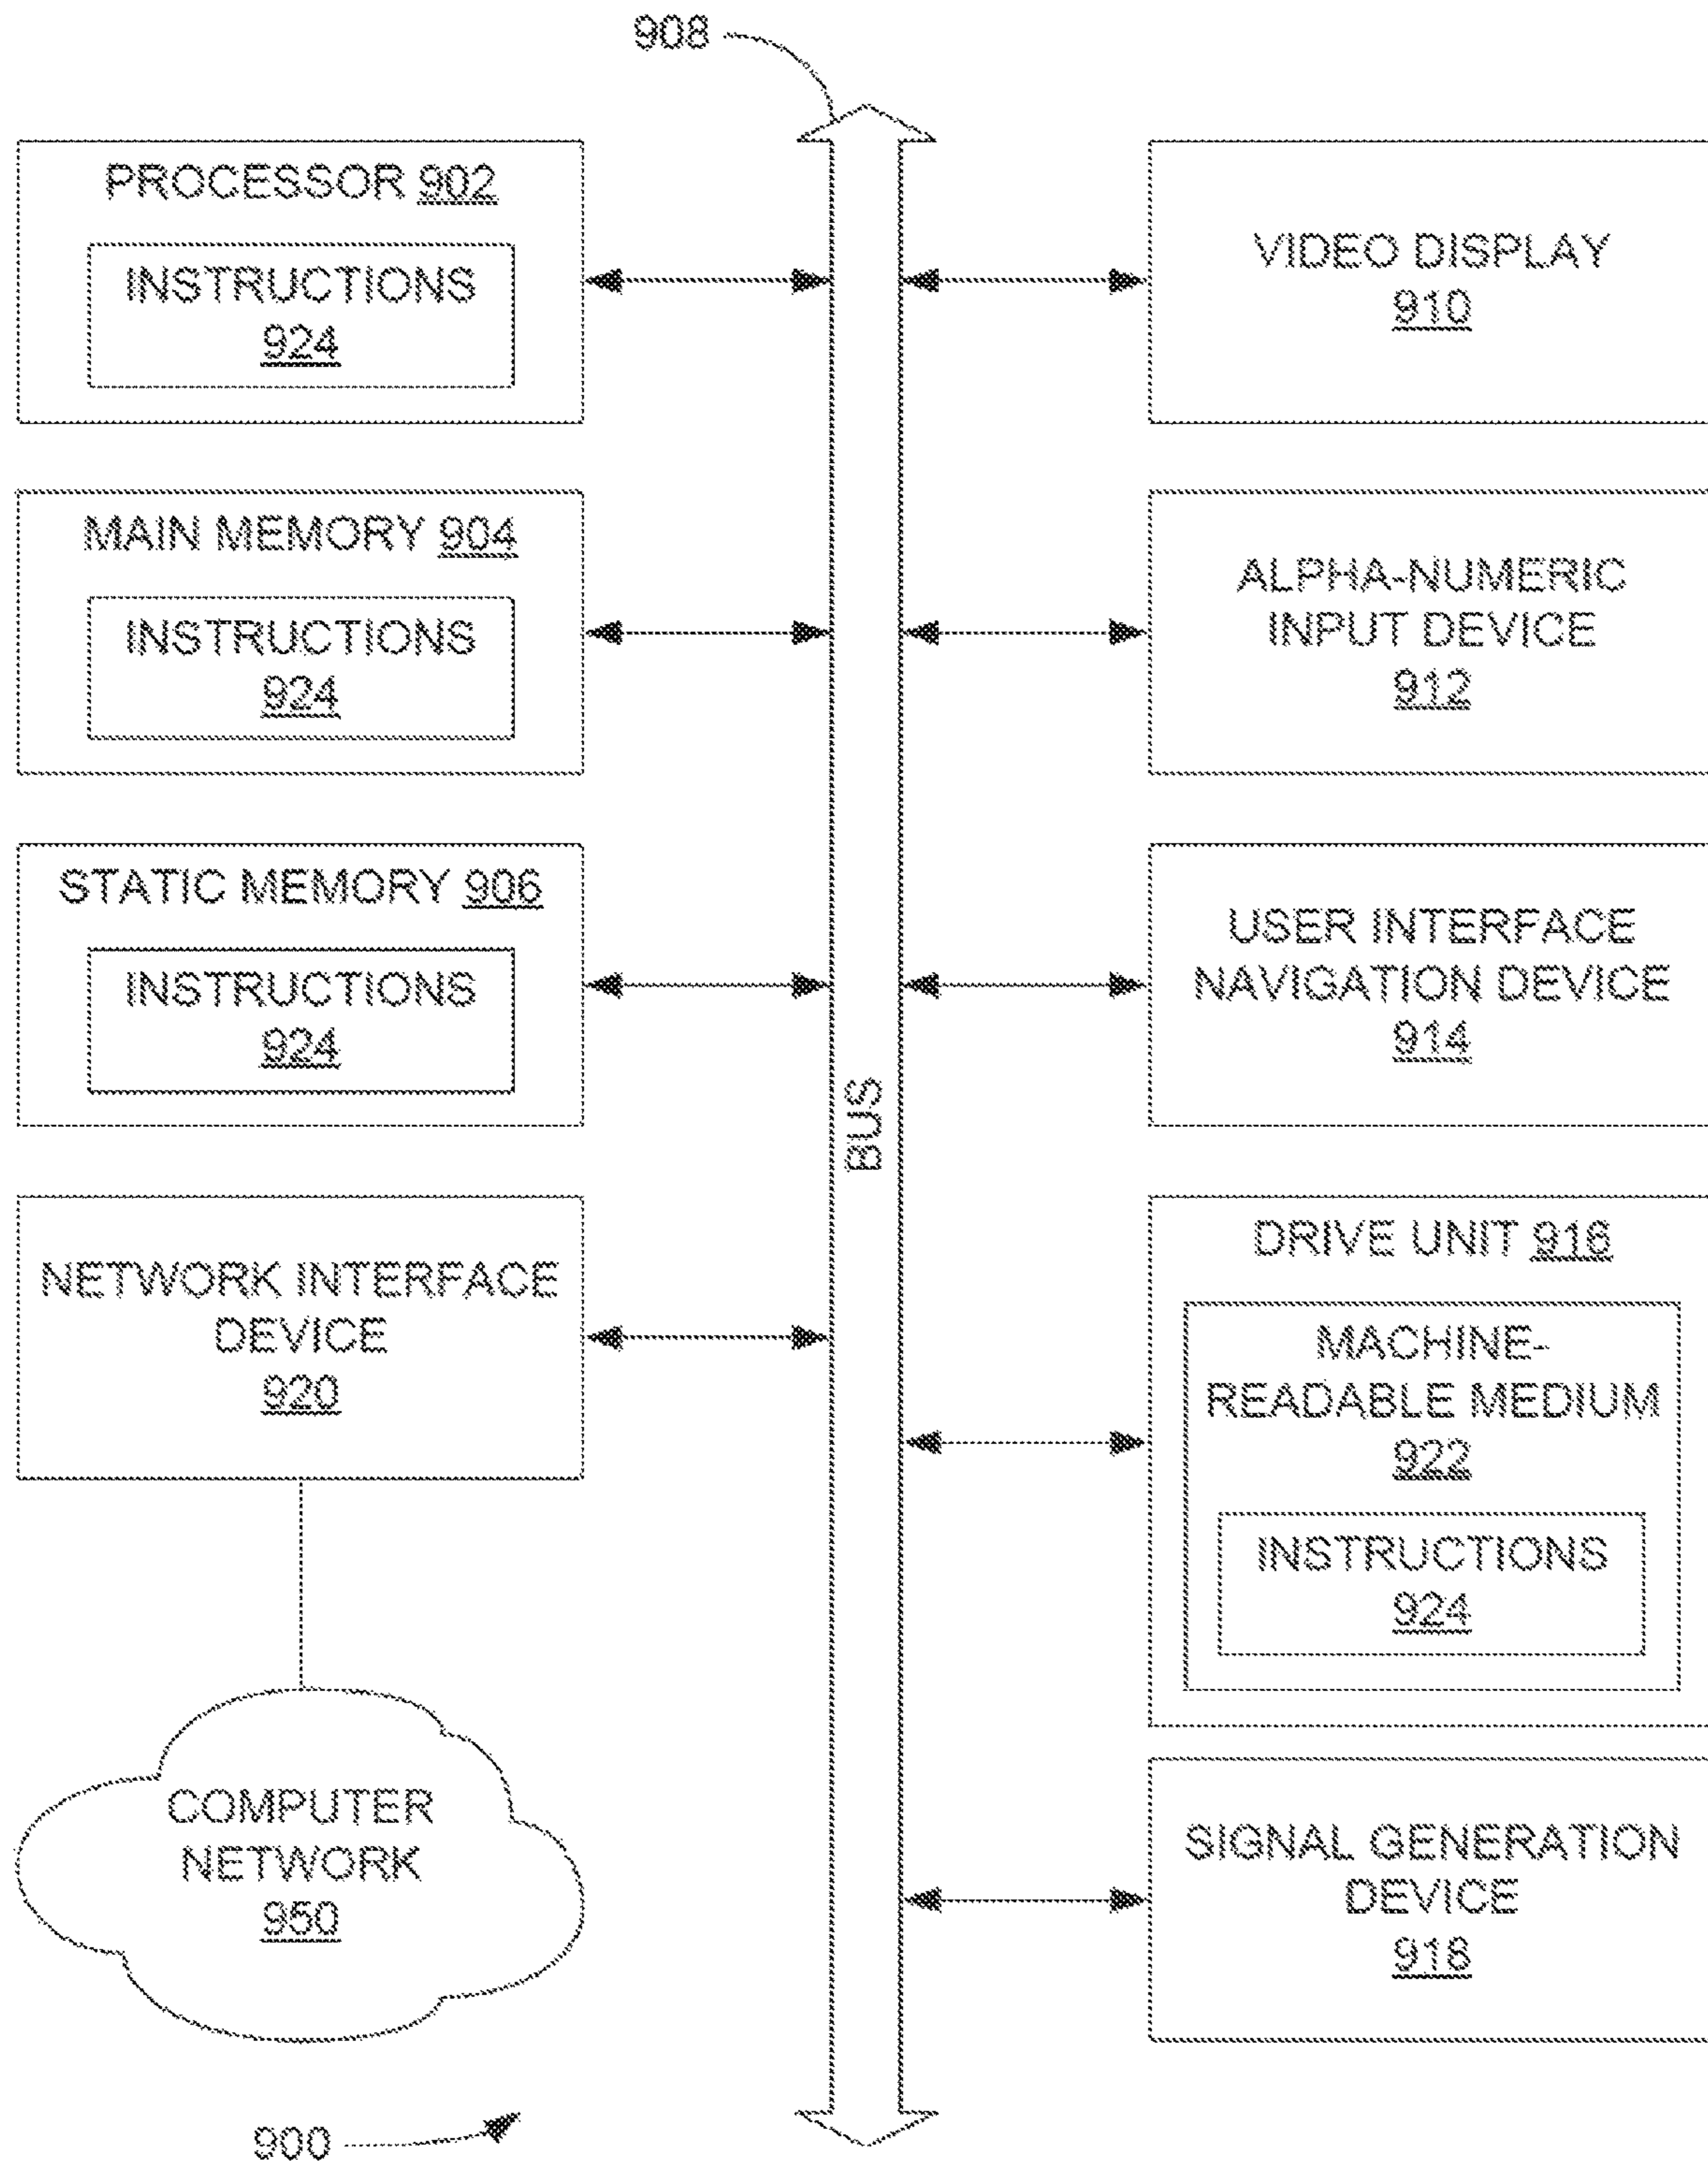 908
PROCESSOR 902
INSTRUCTIONS
924
MAIN MEMORY 904
INSTRUCTIONS
924
STATIC MEMORY 906
INSTRUCTIONS
924
NETWORK INTERFACE
DEVICE
920
COMPUTER
NETWORK
950
900
BUS
VIDEO DISPLAY
910
ALPHA-NUMERIC
INPUT DEVICE
912
USER INTERFACE
NAVIGATION DEVICE
914
DRIVE UNIT 916
MACHINE-
READABLE MEDIUM
922
INSTRUCTIONS
924
SIGNAL GENERATION
DEVICE
918